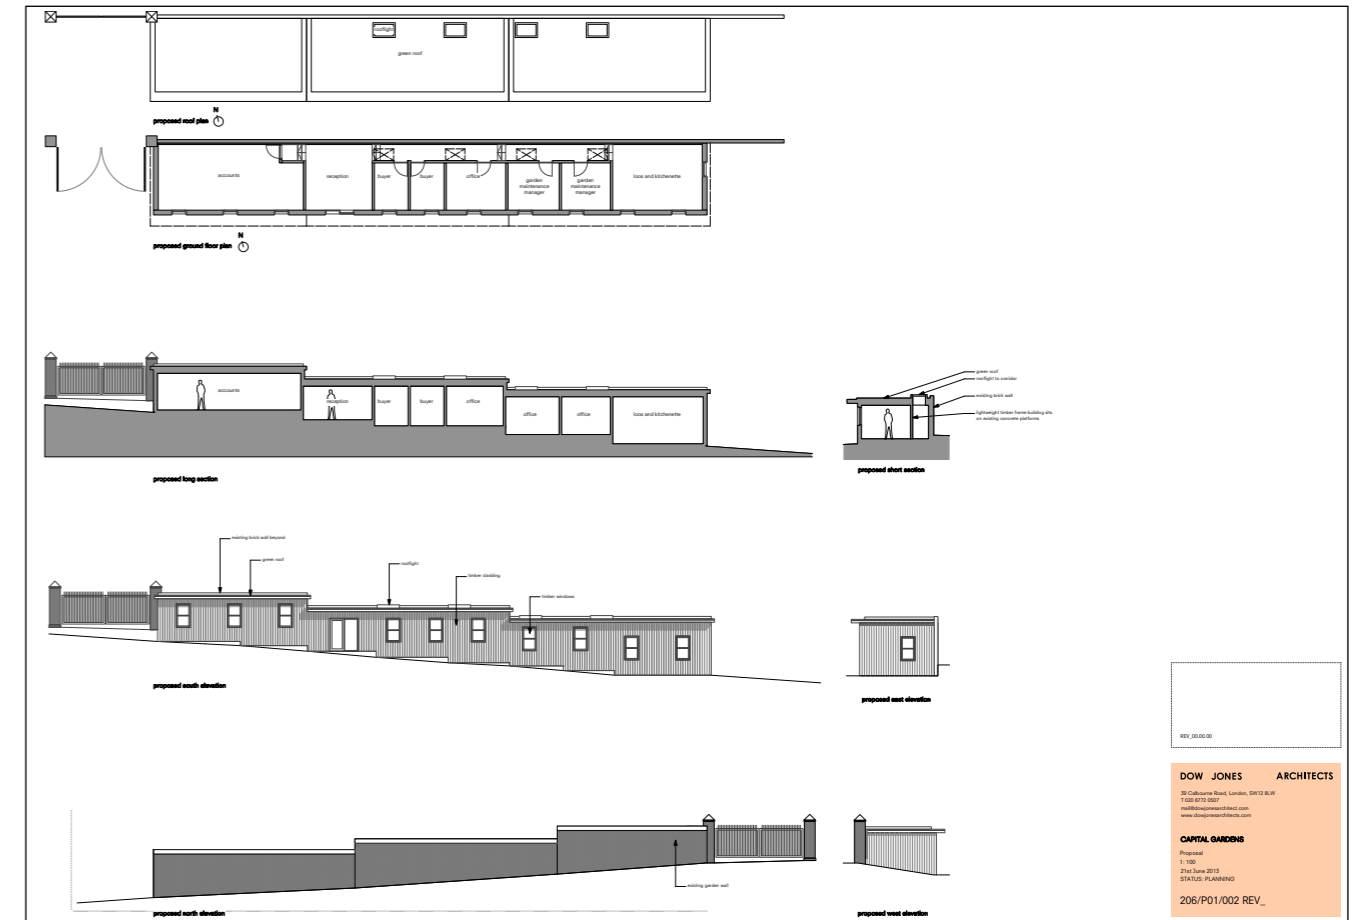 rooflight
green roof
N
proposed roof plan
accounts
reception
buyer
buyer
office
garden
maintenance
manager
garden
maintenance
manager
loos and kitchenette
N
proposed ground floor plan
accounts
reception
buyer
buyer
office
office
office
loos and kitchenette
proposed long section
green roof
rooflight to corridor
existing brick wall
lightweight timber frame building sits
on existing concrete platforms
proposed short section
existing brick wall beyond
green roof
rooflight
timber cladding
timber windows
proposed south elevation
proposed east elevation
existing garden wall
proposed north elevation
proposed west elevation
REV_00.00.00
DOW JONES ARCHITECTS
39 Calbourne Road, London, SW12 8LW
T 020 8772 0507
mail@dowjonesarchitect.com
www.dowjonesarchitects.com
CAPITAL GARDENS
Proposal
1: 100
21st June 2013
STATUS: PLANNING
206/P01/002 REV_